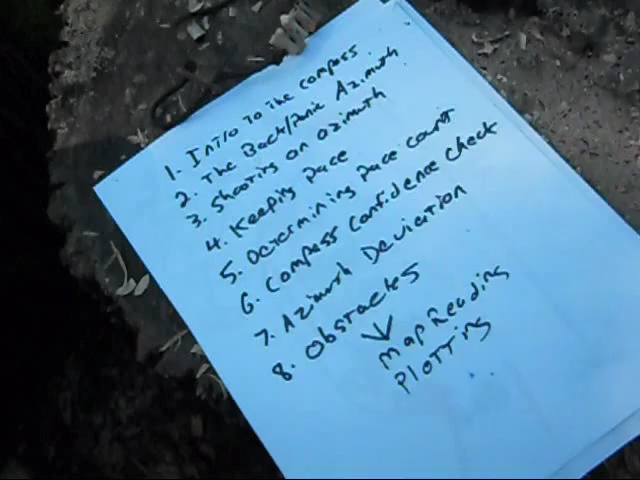 1. Intro to the compass
2. The Back/Panic Azimuth
3. Shooting an azimuth
4. Keeping pace
5. Determining pace count
6. Compass Confidence Check
7. Azimuth Deviation
8. Obstacles
↓
Map Reading
Plotting